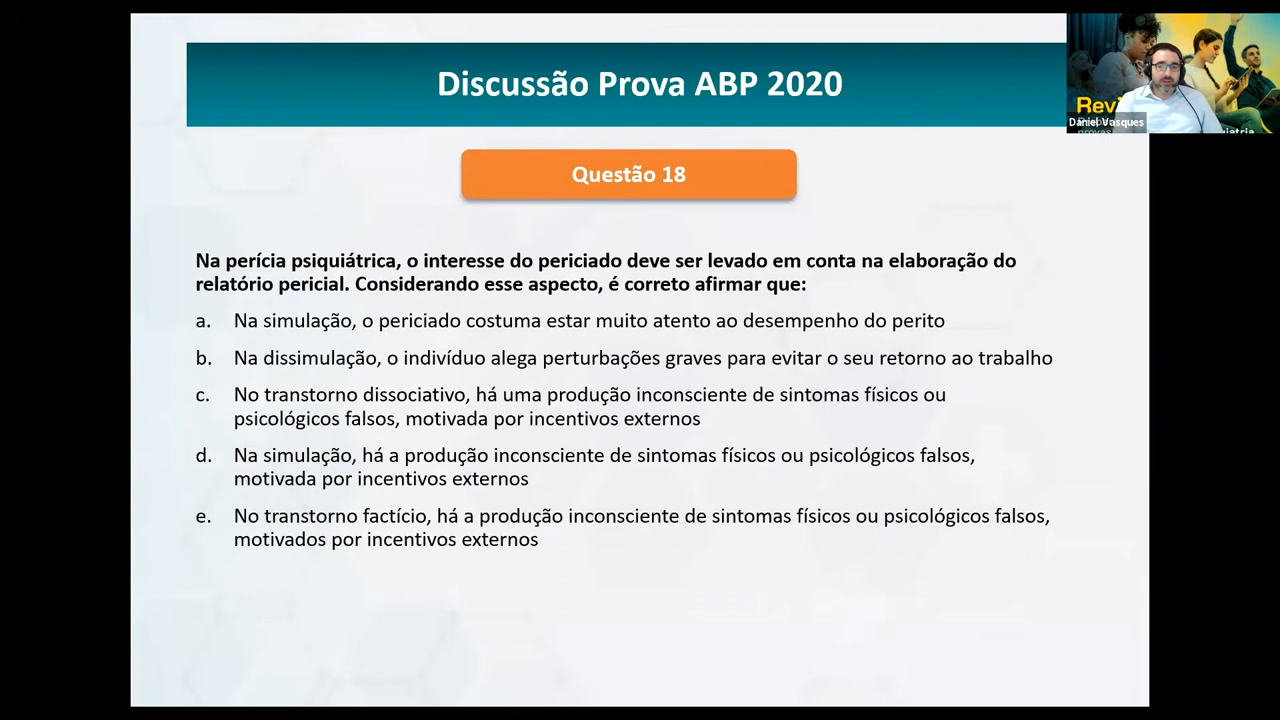 Discussão Prova ABP 2020
Revi
Daniel Vasques
provas
uiatria
Questão 18
Na perícia psiquiátrica, o interesse do periciado deve ser levado em conta na elaboração do
relatório pericial. Considerando esse aspecto, é correto afirmar que:
a. Na simulação, o periciado costuma estar muito atento ao desempenho do perito
b. Na dissimulação, o indivíduo alega perturbações graves para evitar o seu retorno ao trabalho
c. No transtorno dissociativo, há uma produção inconsciente de sintomas físicos ou
psicológicos falsos, motivada por incentivos externos
d. Na simulação, há a produção inconsciente de sintomas físicos ou psicológicos falsos,
motivada por incentivos externos
e. No transtorno factício, há a produção inconsciente de sintomas físicos ou psicológicos falsos,
motivados por incentivos externos